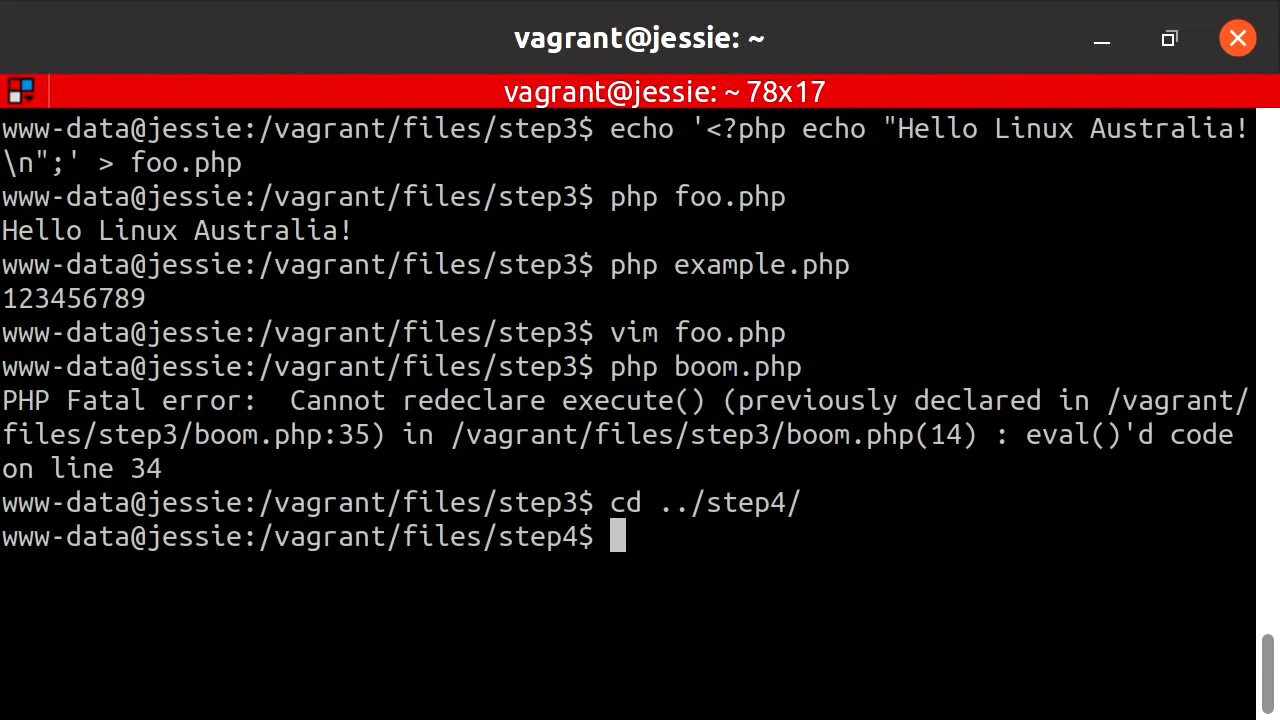 vagrant@jessie: ~
vagrant@jessie: ~ 78x17
www-data@jessie:/vagrant/files/step3$ echo '<?php echo "Hello Linux Australia!
\n";' > foo.php
www-data@jessie:/vagrant/files/step3$ php foo.php
Hello Linux Australia!
www-data@jessie:/vagrant/files/step3$ php example.php
123456789
www-data@jessie:/vagrant/files/step3$ vim foo.php
www-data@jessie:/vagrant/files/step3$ php boom.php
PHP Fatal error:  Cannot redeclare execute() (previously declared in /vagrant/
files/step3/boom.php:35) in /vagrant/files/step3/boom.php(14) : eval()'d code
on line 34
www-data@jessie:/vagrant/files/step3$ cd ../step4/
www-data@jessie:/vagrant/files/step4$